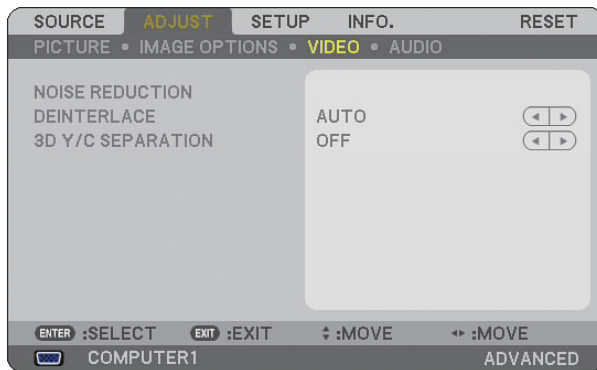 SOURCE ADJUST SETUP INFO. RESET
PICTURE • IMAGE OPTIONS • VIDEO • AUDIO
NOISE REDUCTION
DEINTERLACE AUTO
3D Y/C SEPARATION OFF
ENTER :SELECT EXIT :EXIT :MOVE :MOVE
COMPUTER1 ADVANCED